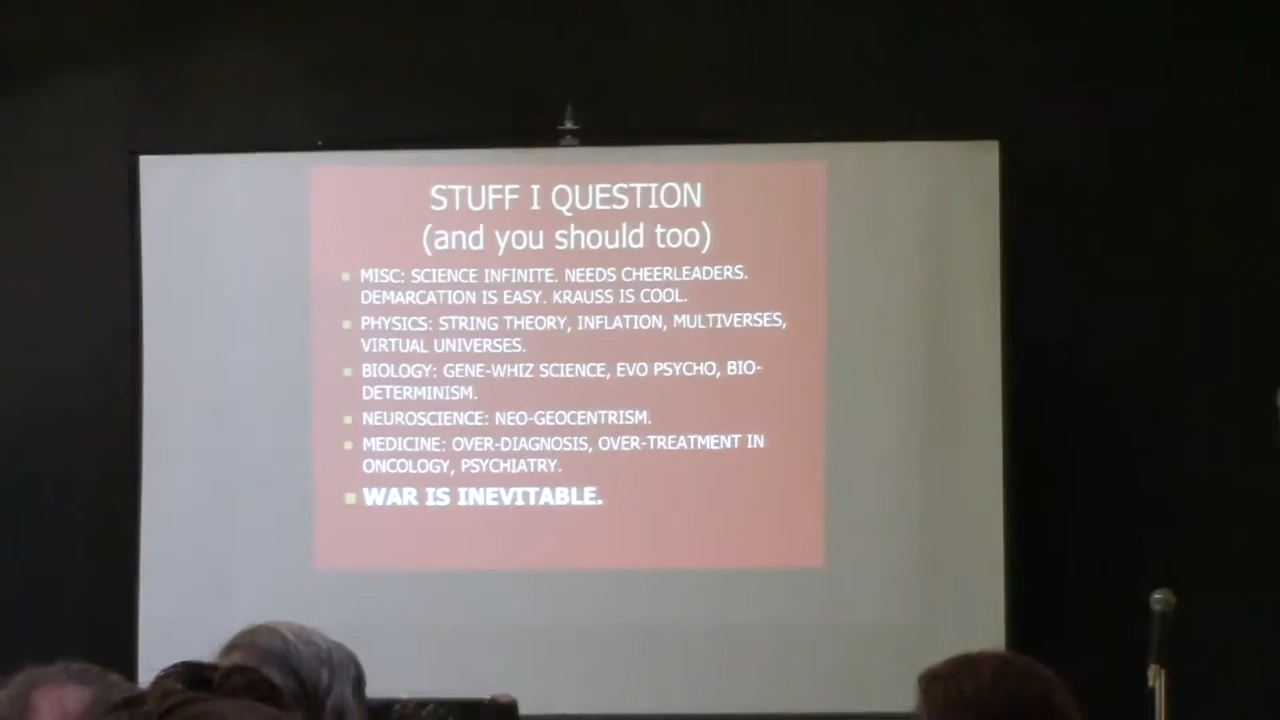 STUFF I QUESTION
(and you should too)
MISC: SCIENCE INFINITE. NEEDS CHEERLEADERS.
DEMARCATION IS EASY. KRAUSS IS COOL.
PHYSICS: STRING THEORY, INFLATION, MULTIVERSES,
VIRTUAL UNIVERSES.
BIOLOGY: GENE-WHIZ SCIENCE, EVO PSYCHO, BIO-
DETERMINISM.
NEUROSCIENCE: NEO-GEOCENTRISM.
MEDICINE: OVER-DIAGNOSIS, OVER-TREATMENT IN
ONCOLOGY, PSYCHIATRY.
WAR IS INEVITABLE.